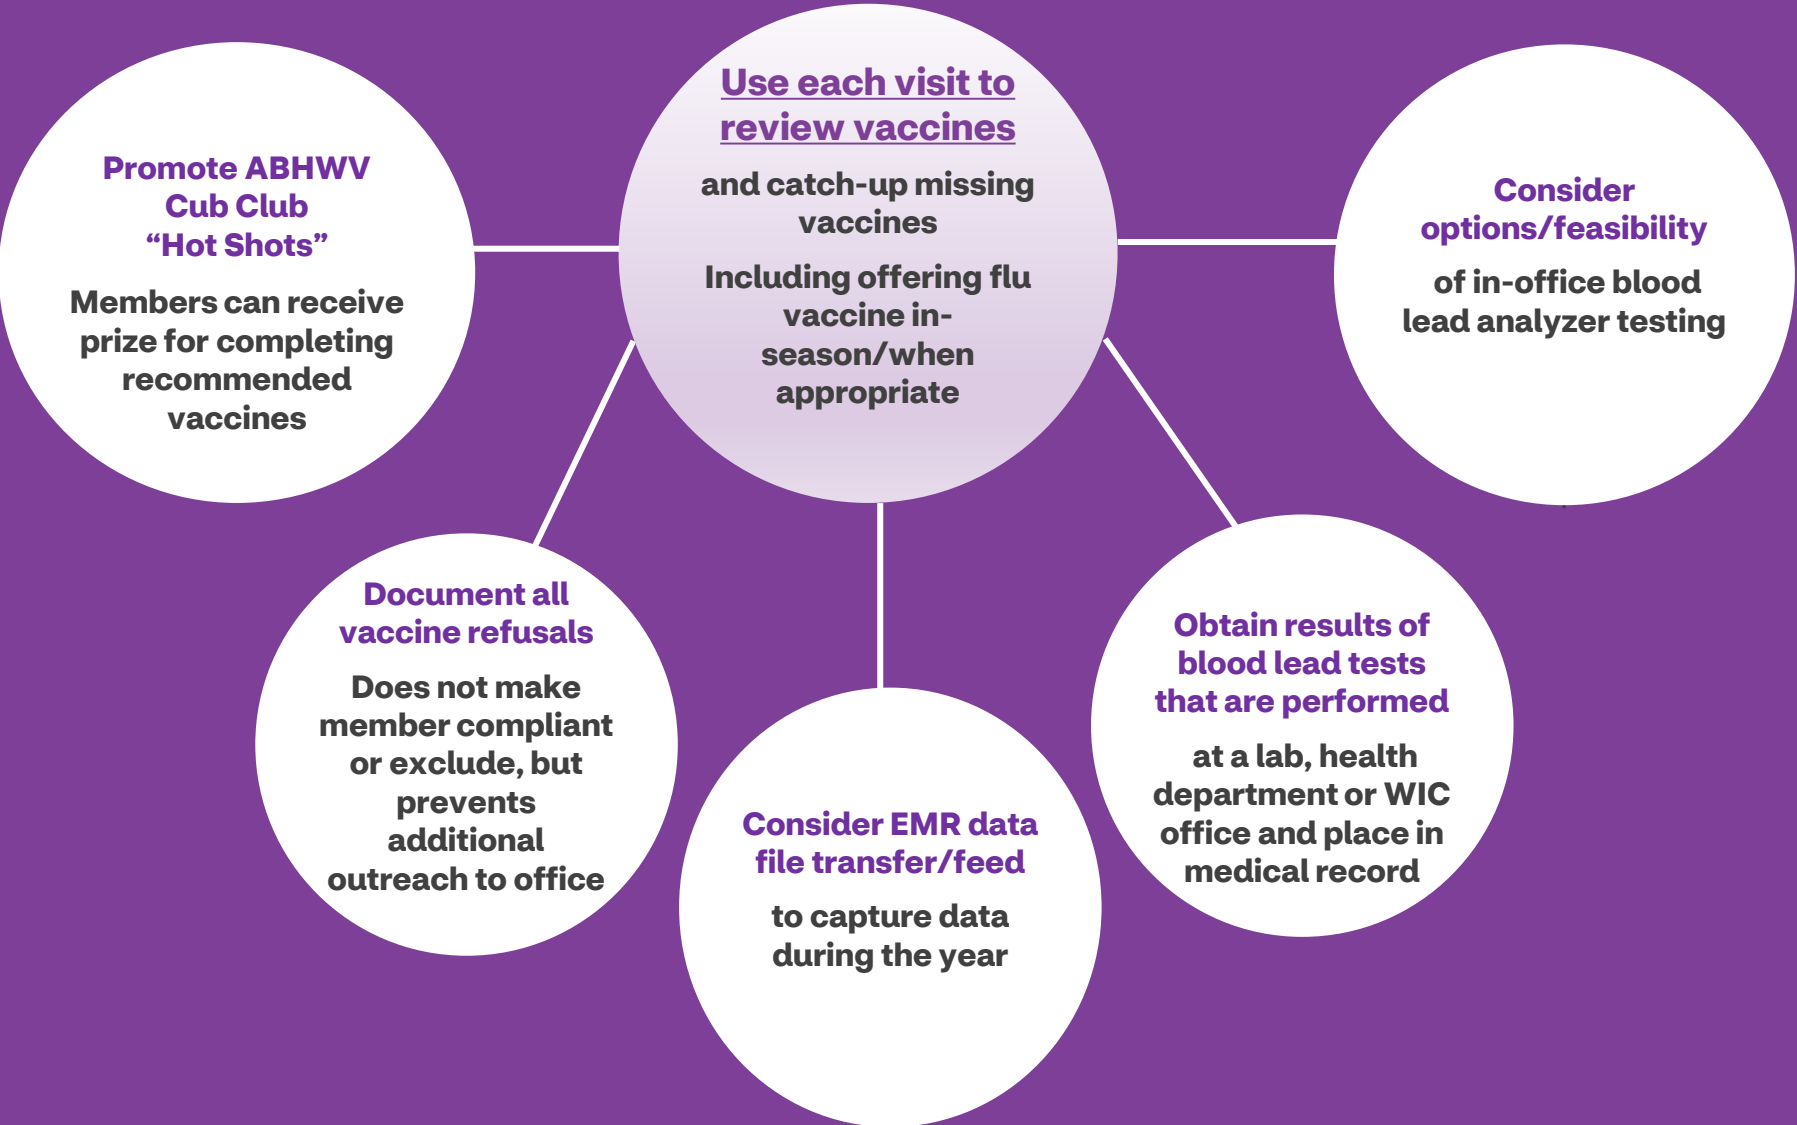 Use each visit to
review vaccines
and catch-up missing
vaccines
Including offering flu
vaccine in-
season/when
appropriate
Promote ABHWV
Cub Club
“Hot Shots”
Members can receive
prize for completing
recommended
vaccines
Consider
options/feasibility
of in-office blood
lead analyzer testing
Document all
vaccine refusals
Does not make
member compliant
or exclude, but
prevents
additional
outreach to office
Consider EMR data
file transfer/feed
to capture data
during the year
Obtain results of
blood lead tests
that are performed
at a lab, health
department or WIC
office and place in
medical record